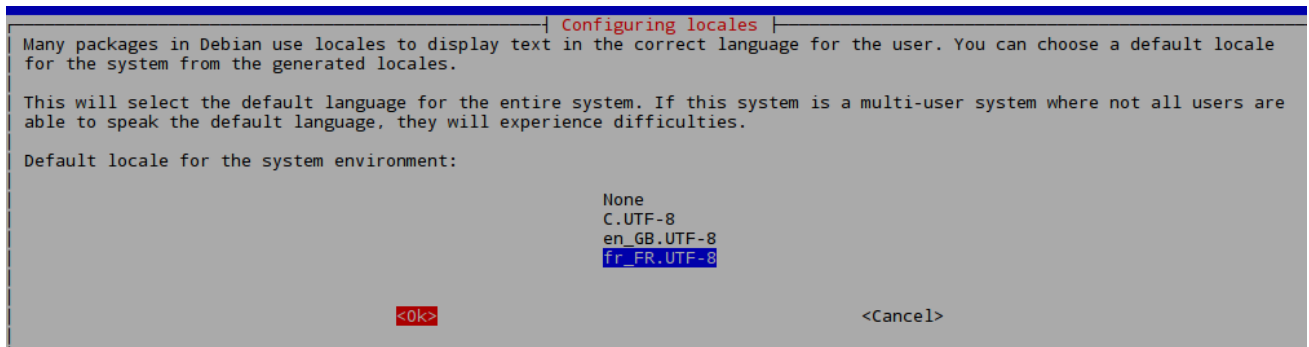 Configuring locales
Many packages in Debian use locales to display text in the correct language for the user. You can choose a default locale
for the system from the generated locales.
This will select the default language for the entire system. If this system is a multi-user system where not all users are
able to speak the default language, they will experience difficulties.
Default locale for the system environment:
None
C.UTF-8
en_GB.UTF-8
fr_FR.UTF-8
<Ok> <Cancel>